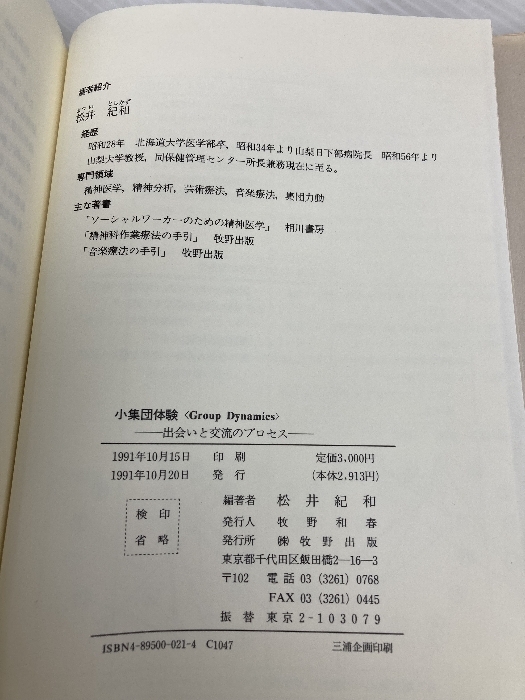 編著者紹介
まつい としかず
松井 紀和
経歴
昭和28年 北海道大学医学部卒，昭和34年より山梨日下部病院長 昭和56年より
山梨大学教授，同保健管理センター所長兼務現在に至る。
専門領域
精神医学，精神分析，芸術療法，音楽療法，集団力動
主な著書
「ソーシャルワーカーのための精神医学」 相川書房
「精神科作業療法の手引」 牧野出版
「音楽療法の手引」 牧野出版
小集団体験〈Group Dynamics〉
――出会いと交流のプロセス――
1991年10月15日 印刷 定価3,000円
1991年10月20日 発行 （本体2,913円）
検印
省略
編著者 松井紀和
発行人 牧野和春
発行所 ㈱牧野出版
東京都千代田区飯田橋2―16―3
〒102 電話 03 (3261) 0768
FAX 03 (3261) 0445
振替 東京2-103079
ISBN4-89500-021-4 C1047 三浦企画印刷